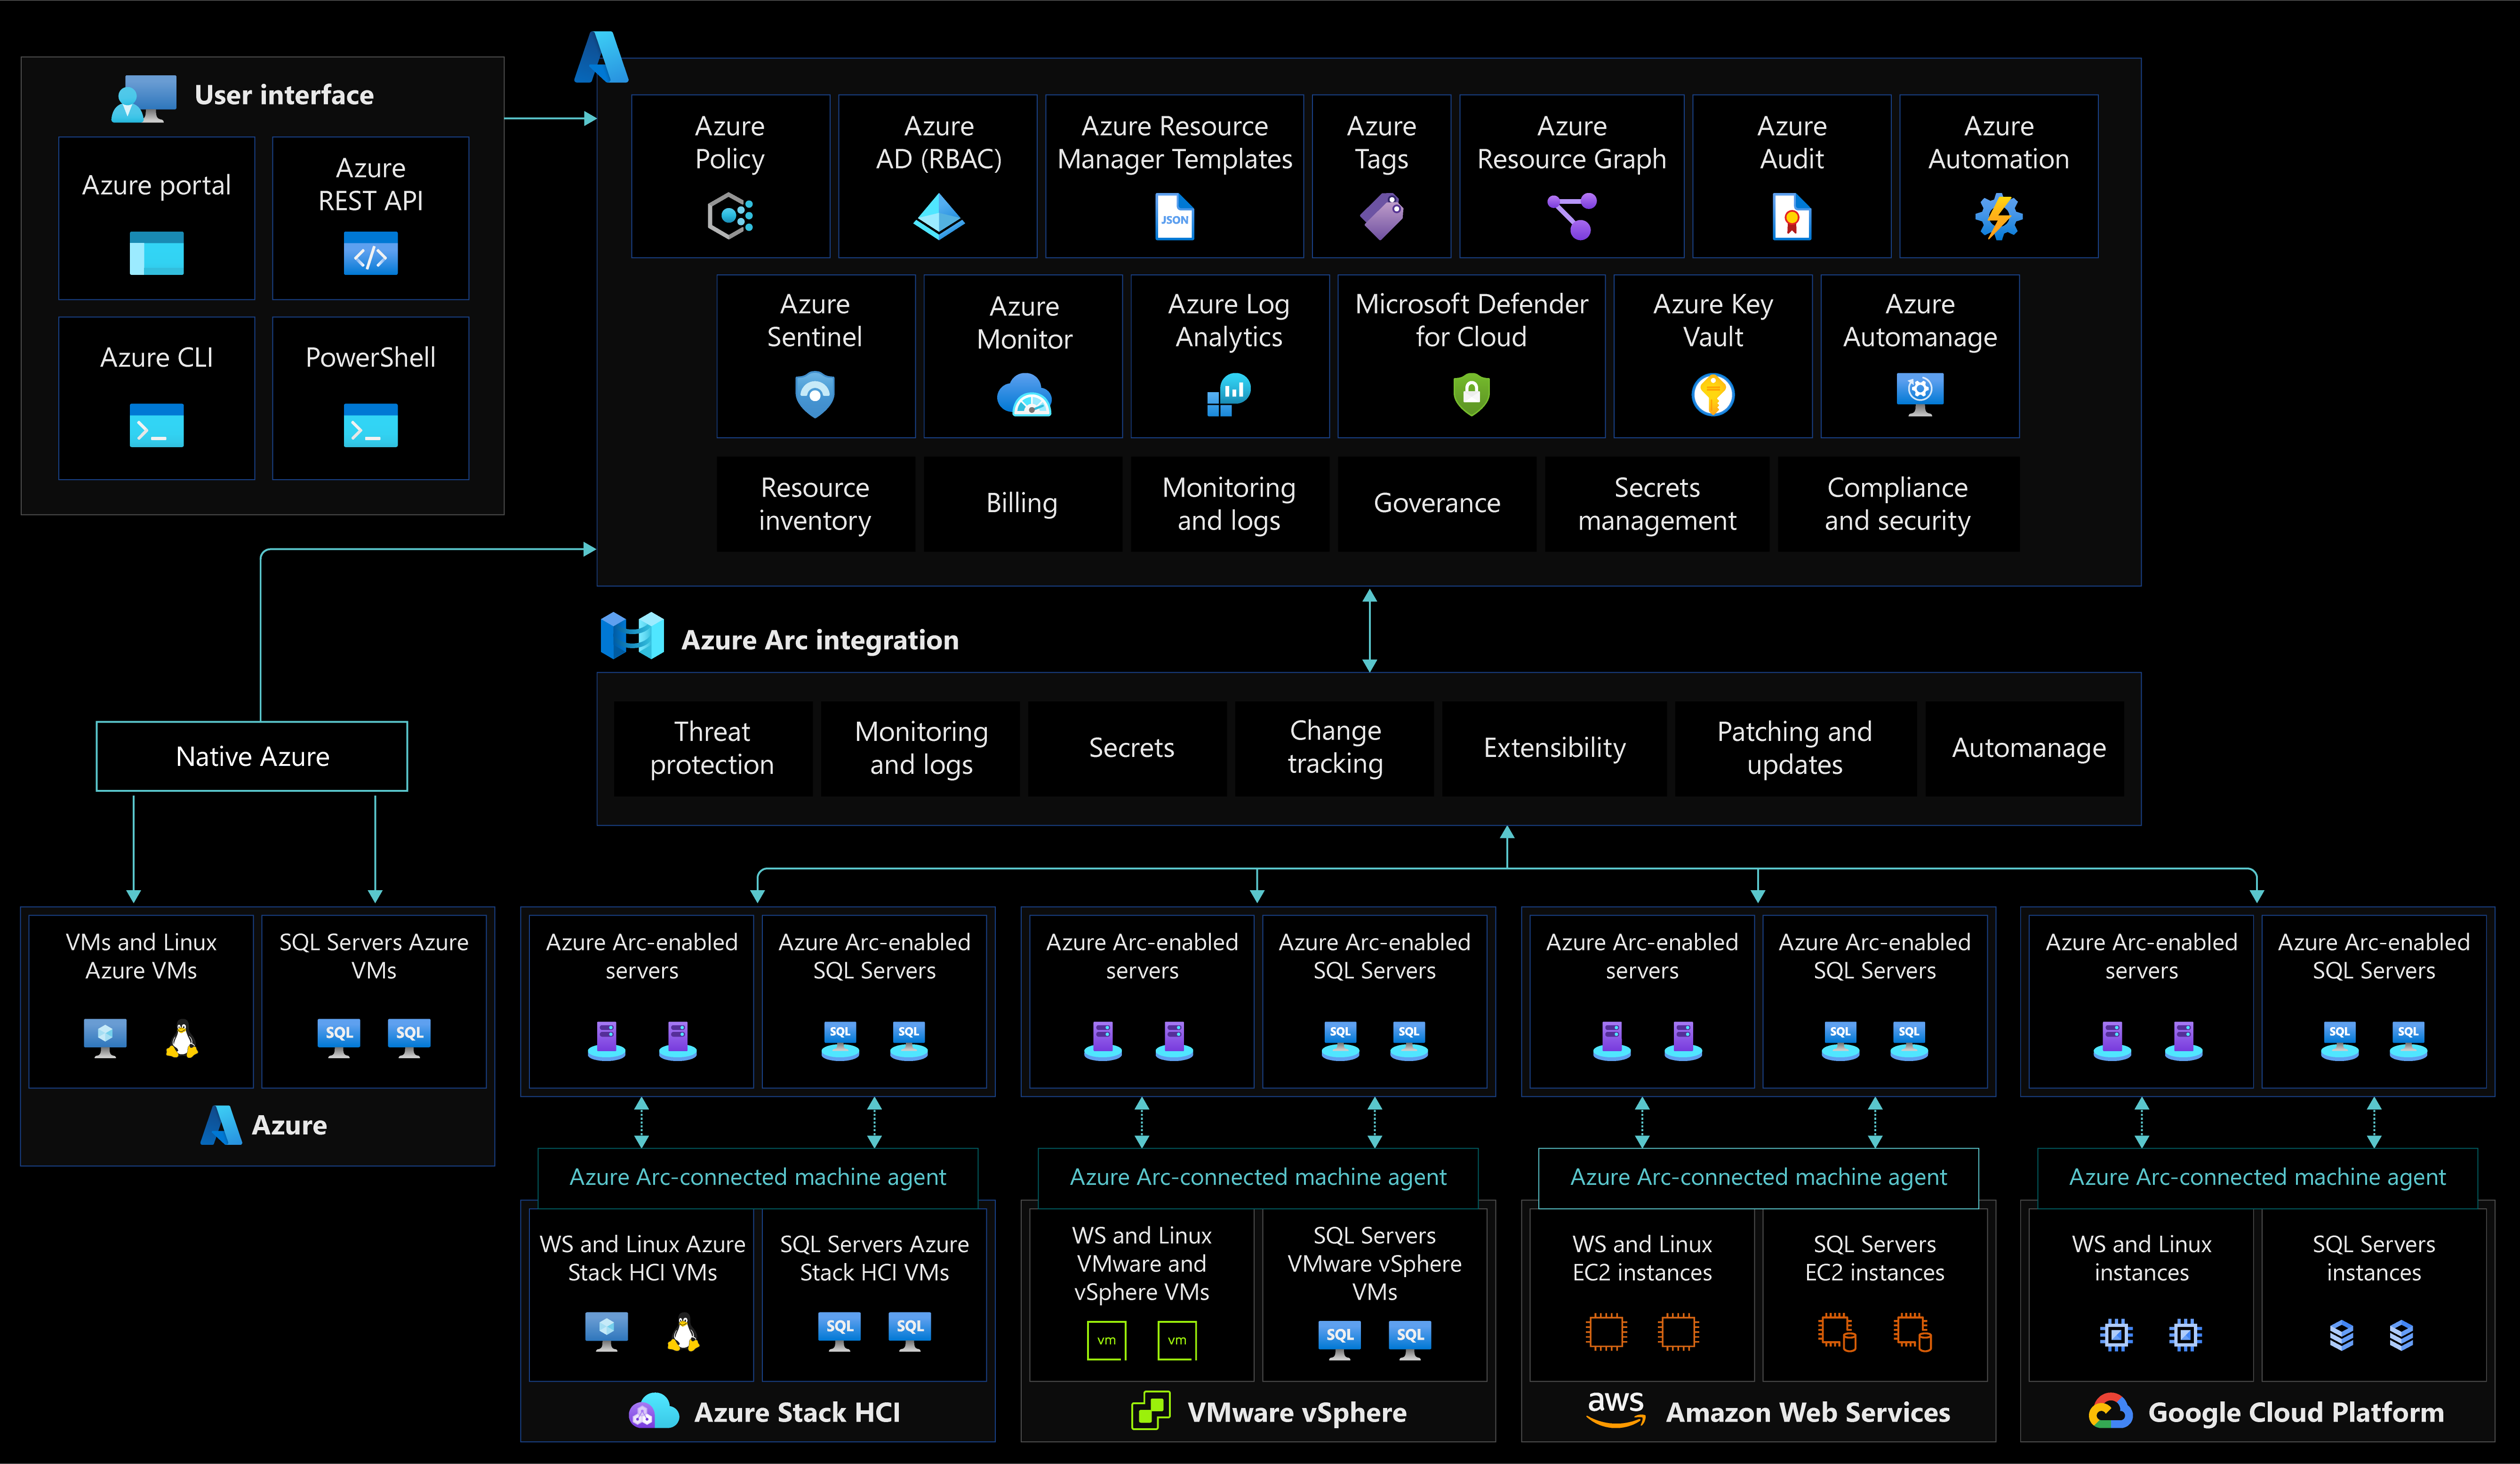 User interface
Azure portal
Azure
REST API
Azure CLI
PowerShell
Azure
Policy
Azure
AD (RBAC)
Azure Resource
Manager Templates
JSON
Azure
Tags
Azure
Resource Graph
Azure
Audit
Azure
Automation
Azure
Sentinel
Azure
Monitor
Azure Log
Analytics
Microsoft Defender
for Cloud
Azure Key
Vault
Azure
Automanage
Resource
inventory
Billing
Monitoring
and logs
Goverance
Secrets
management
Compliance
and security
Azure Arc integration
Threat
protection
Monitoring
and logs
Secrets
Change
tracking
Extensibility
Patching and
updates
Automanage
Native Azure
VMs and Linux
Azure VMs
SQL Servers Azure
VMs
SQL
SQL
Azure
Azure Arc-enabled
servers
Azure Arc-enabled
SQL Servers
SQL
SQL
Azure Arc-connected machine agent
WS and Linux Azure
Stack HCI VMs
SQL Servers Azure
Stack HCI VMs
SQL
SQL
Azure Stack HCI
Azure Arc-enabled
servers
Azure Arc-enabled
SQL Servers
SQL
SQL
Azure Arc-connected machine agent
WS and Linux
VMware and
vSphere VMs
vm
vm
SQL Servers
VMware vSphere
VMs
SQL
SQL
VMware vSphere
Azure Arc-enabled
servers
Azure Arc-enabled
SQL Servers
SQL
SQL
Azure Arc-connected machine agent
WS and Linux
EC2 instances
SQL Servers
EC2 instances
aws
Amazon Web Services
Azure Arc-enabled
servers
Azure Arc-enabled
SQL Servers
SQL
SQL
Azure Arc-connected machine agent
WS and Linux
instances
SQL Servers
instances
Google Cloud Platform